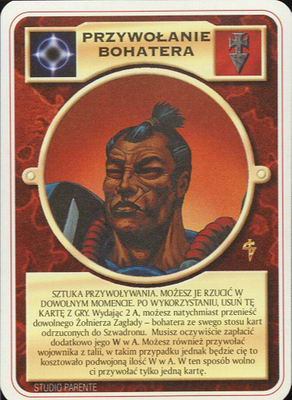 PRZYWOŁANIE
BOHATERA
SZTUKA PRZYWOŁYWANIA. MOŻESZ JE RZUCIĆ W
DOWOLNYM MOMENCIE. PO WYKORZYSTANIU, USUŃ TĘ
KARTĘ Z GRY. Wydając 2 A, możesz natychmiast przenieść
dowolnego Żołnierza Zagłady – bohatera ze swego stosu kart
odrzuconych do Szwadronu. Musisz oczywiście zapłacić
dodatkowo jego W w A. Możesz również przywołać
wojownika z talii, w takim przypadku jednak będzie cię to
kosztowało podwojoną ilość W w A. W ten sposób wolno
ci przywołać tylko jedną kartę.
STUDIO PARENTE